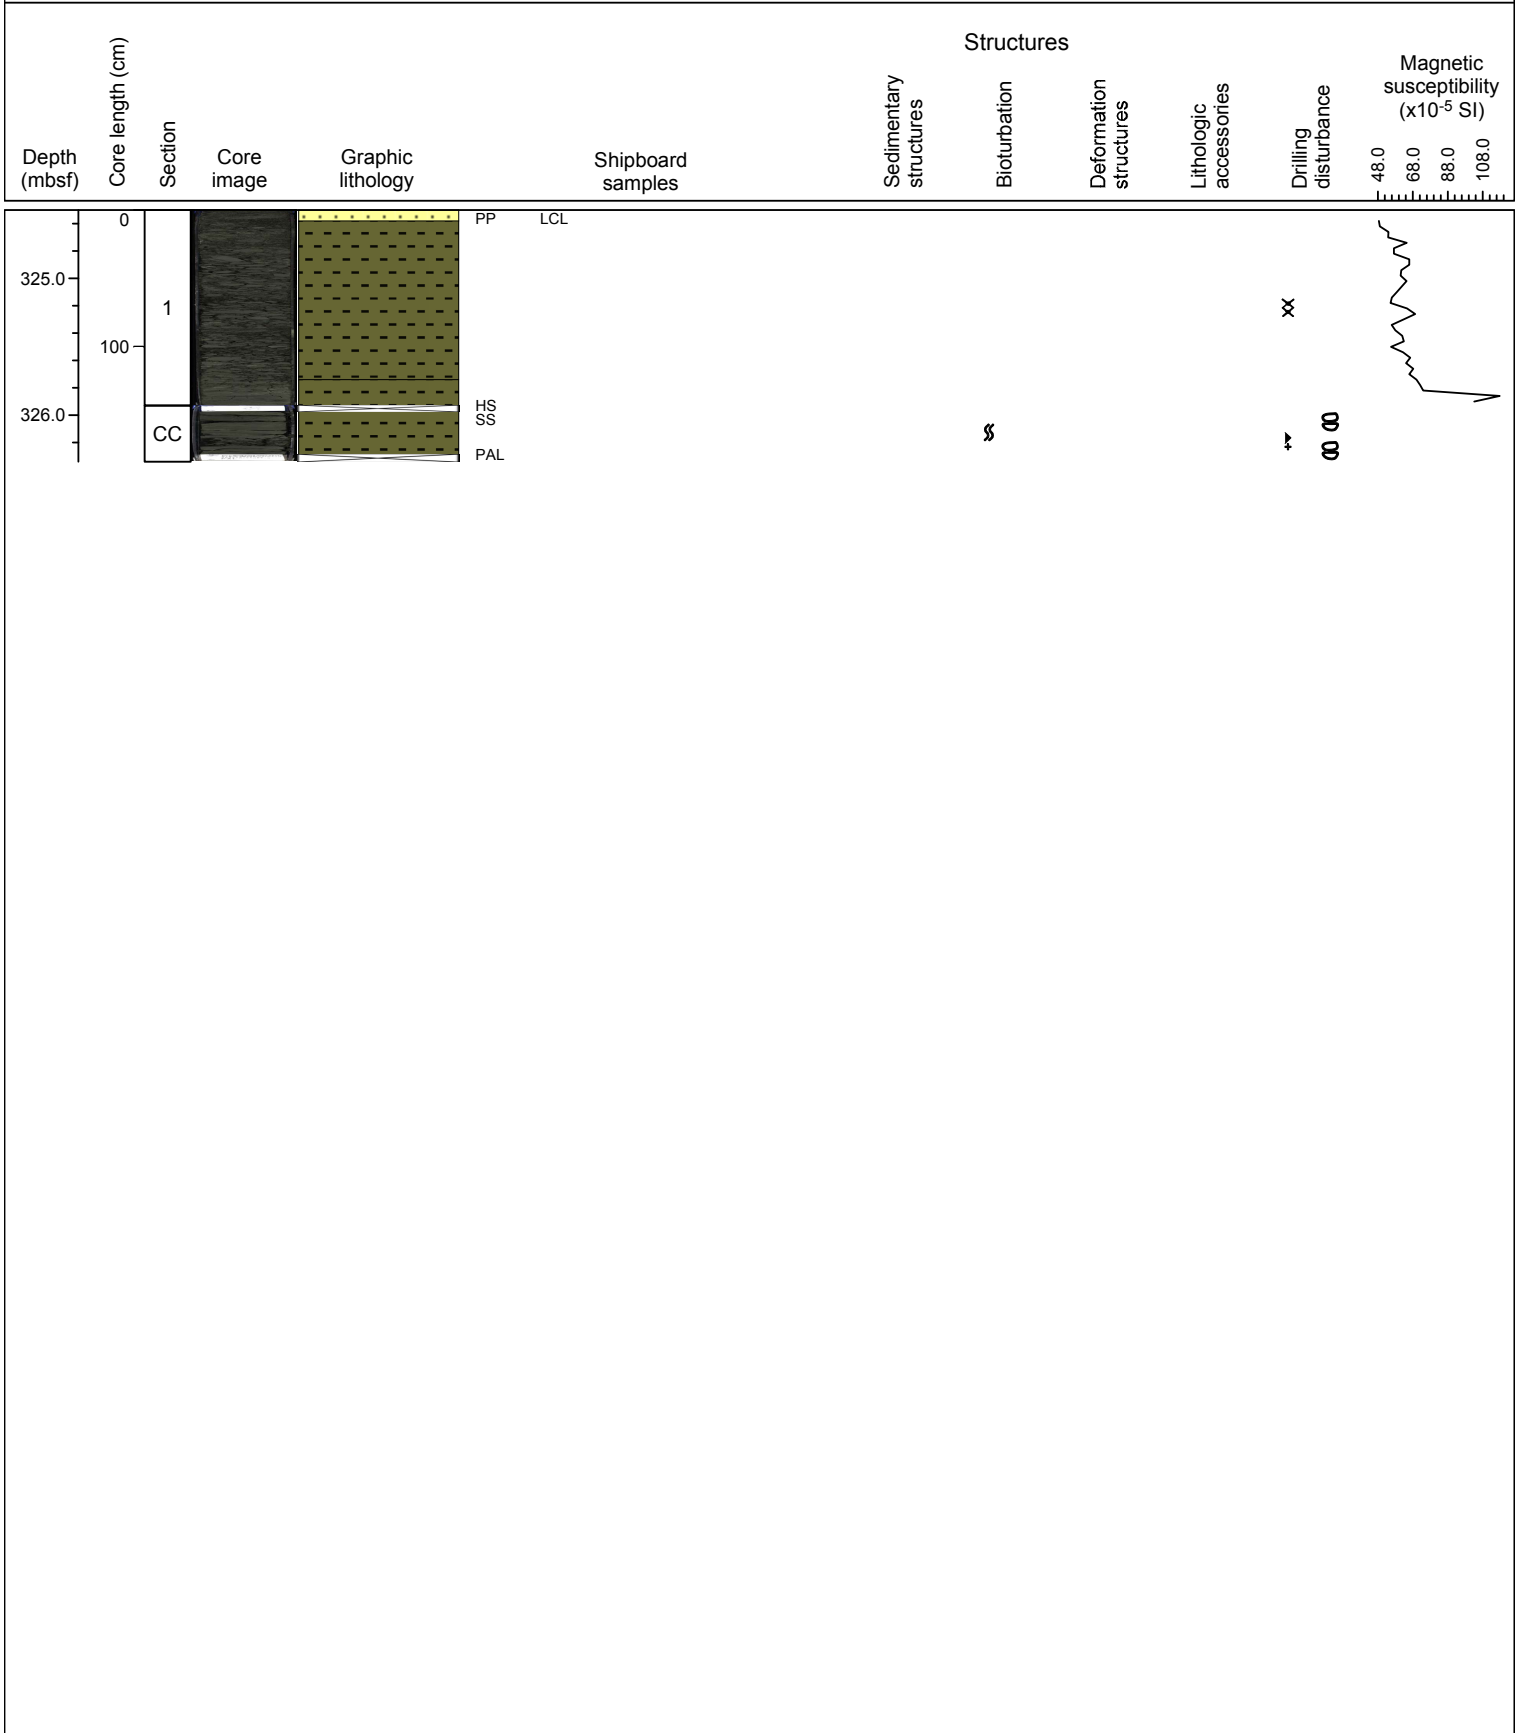 Structures
Depth
(mbsf)
Core length (cm)
Section
Core
image
Graphic
lithology
Shipboard
samples
Sedimentary
structures
Bioturbation
Deformation
structures
Lithologic
accessories
Drilling
disturbance
Magnetic
susceptibility
(x10-5 SI)
48.0 68.0 88.0 108.0
0
PP LCL
325.0
1
100
HS
326.0
SS
CC
PAL